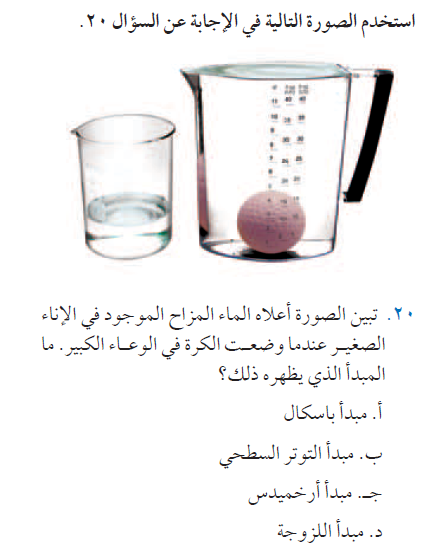 استخدم الصورة التالية في الإجابة عن السؤال ٢٠.
٢٠. تبين الصورة أعلاه الماء المزاح الموجود في الإناء
الصغير عندما وضعت الكرة في الوعاء الكبير. ما
المبدأ الذي يظهره ذلك؟
أ. مبدأ باسكال
ب. مبدأ التوتر السطحي
جـ. مبدأ أرخميدس
د. مبدأ اللزوجة